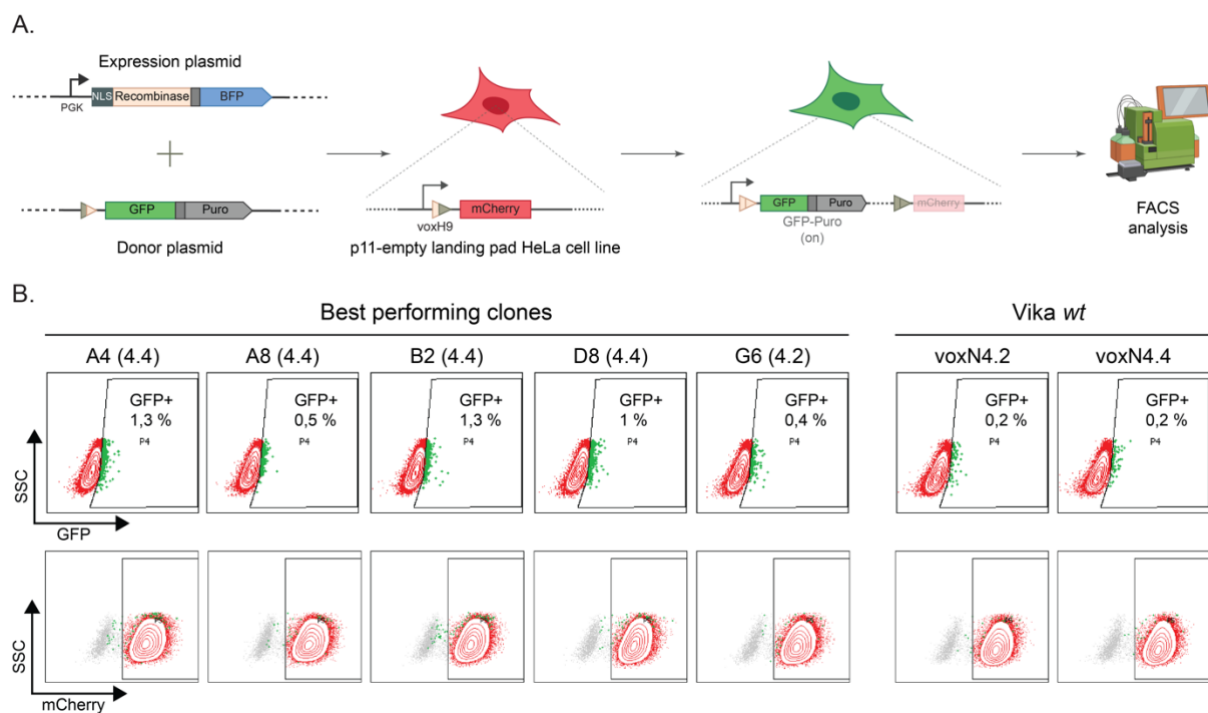 A.
Expression plasmid
PGK
NLS Recombinase BFP
GFP Puro
Donor plasmid
voxH9
mCherry
p11-empty landing pad HeLa cell line
GFP Puro
GFP-Puro
(on)
mCherry
FACS
analysis
B.
Best performing clones
Vika wt
A4 (4.4) A8 (4.4) B2 (4.4) D8 (4.4) G6 (4.2) voxN4.2 voxN4.4
GFP+ GFP+ GFP+ GFP+ GFP+ GFP+ GFP+
1,3 % 0,5 % 1,3 % 1 % 0,4 % 0,2 % 0,2 %
P4 P4 P4 P4 P4 P4 P4
SSC
GFP
SSC
mCherry